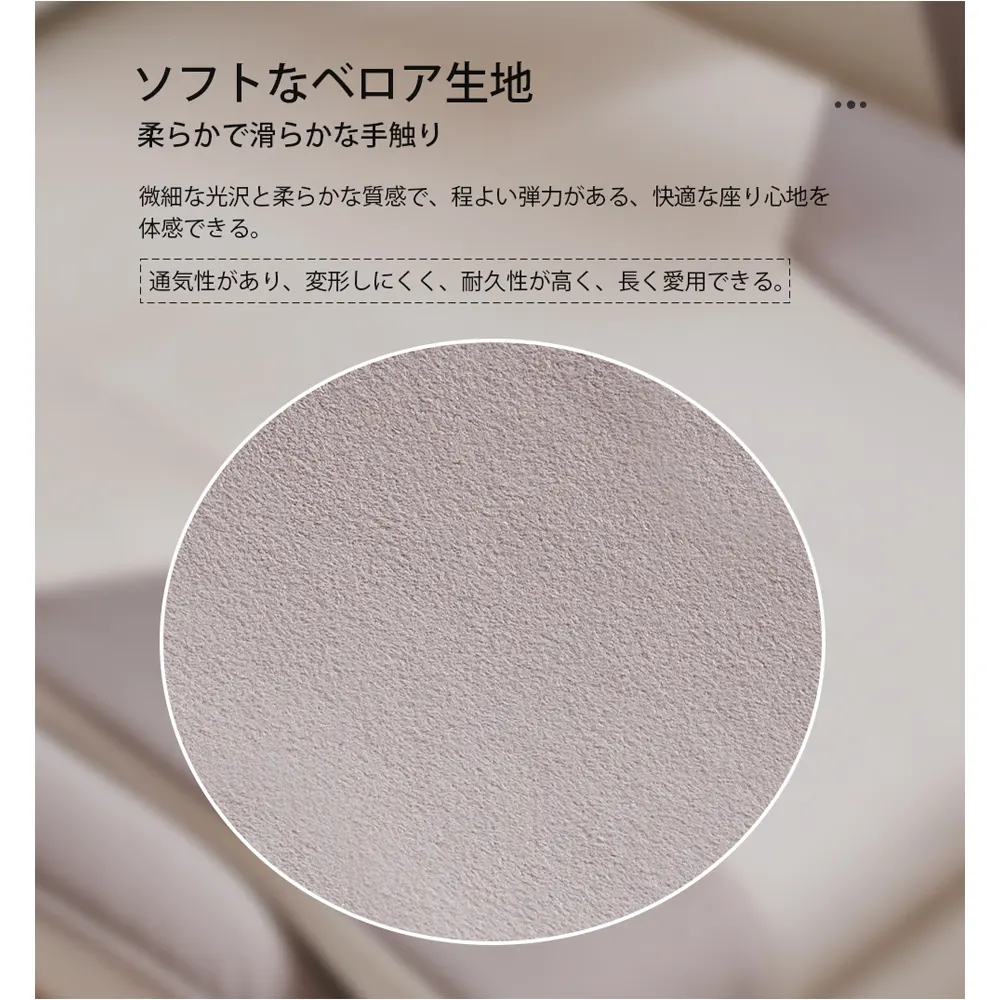 ソフトなベロア生地
柔らかで滑らかな手触り
微細な光沢と柔らかな質感で、程よい弾力がある、快適な座り心地を
体感できる。
通気性があり、変形しにくく、耐久性が高く、長く愛用できる。